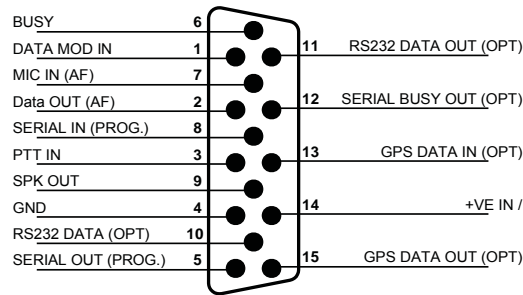 BUSY 6
DATA MOD IN 1
11 RS232 DATA OUT (OPT)
MIC IN (AF) 7
Data OUT (AF) 2
12 SERIAL BUSY OUT (OPT)
SERIAL IN (PROG.) 8
PTT IN 3
13 GPS DATA IN (OPT)
SPK OUT 9
GND 4
14 +VE IN /
RS232 DATA (OPT) 10
SERIAL OUT (PROG.) 5
15 GPS DATA OUT (OPT)